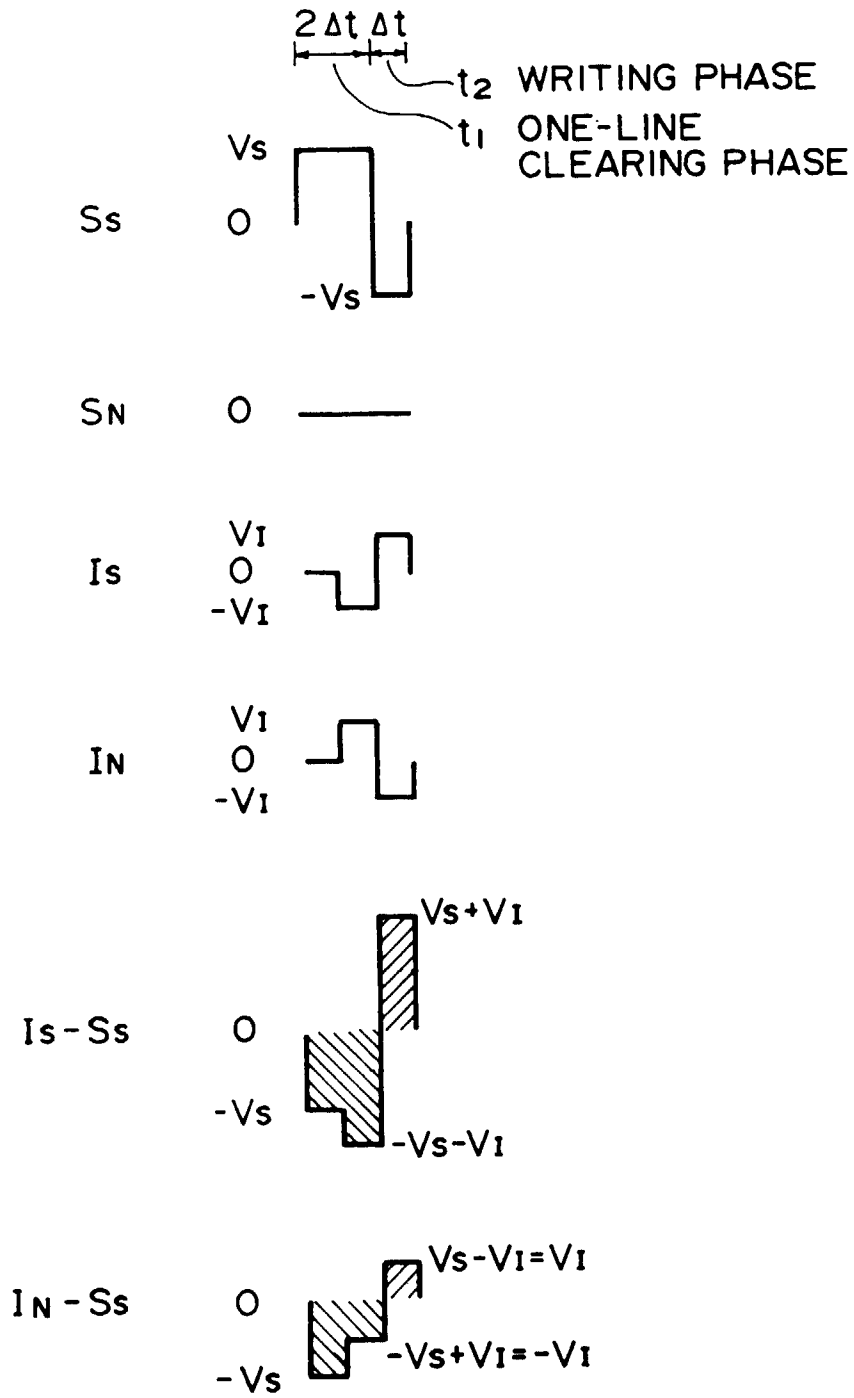 2Δt Δt
t2 WRITING PHASE
t1 ONE-LINE
CLEARING PHASE
Vs
Ss 0
-Vs
SN 0
VI
Is 0
-VI
VI
IN 0
-VI
Vs+VI
Is-Ss 0
-Vs
-Vs-VI
Vs-VI=VI
IN-Ss 0
-Vs+VI=-VI
-Vs